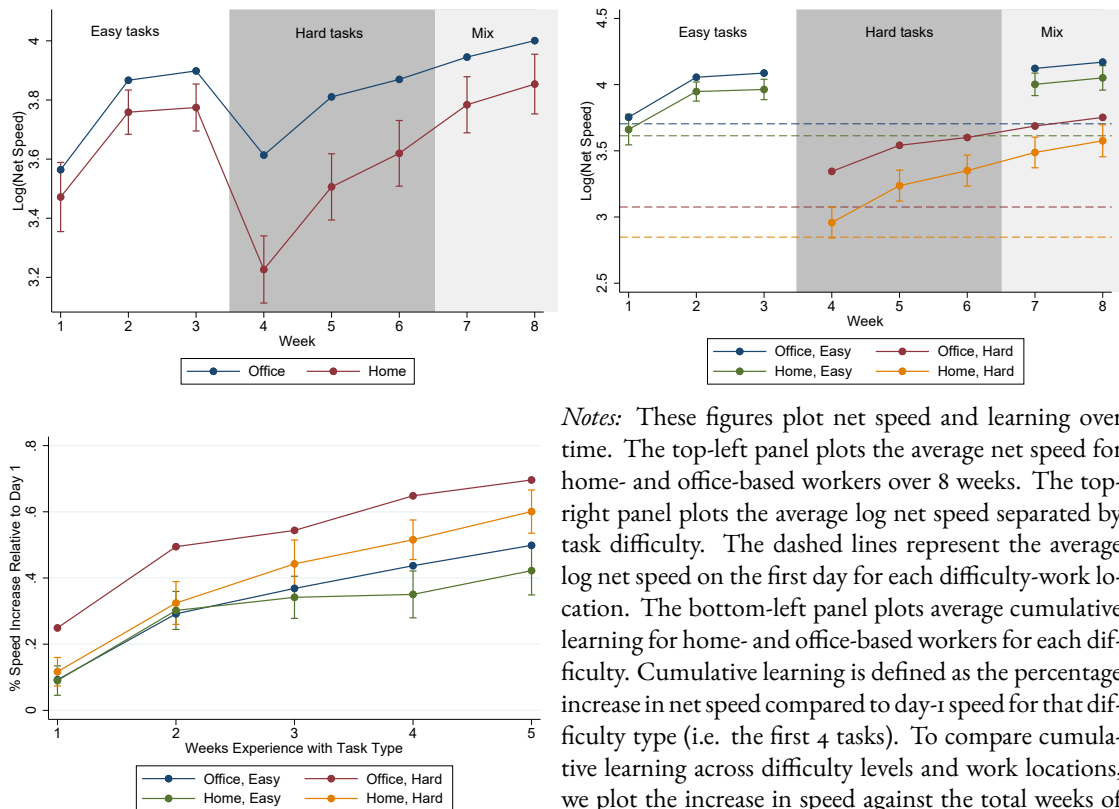 Easy tasks
Hard tasks
Mix
Log(Net Speed)
4
3.8
3.6
3.4
3.2
1 2 3 4 5 6 7 8
Week
Office Home
Easy tasks
Hard tasks
Mix
Log(Net Speed)
4.5
4
3.5
3
2.5
1 2 3 4 5 6 7 8
Week
Office, Easy Office, Hard
Home, Easy Home, Hard
% Speed Increase Relative to Day 1
.8
.6
.4
.2
0
1 2 3 4 5
Weeks Experience with Task Type
Office, Easy Office, Hard
Home, Easy Home, Hard
Notes: These figures plot net speed and learning over
time. The top-left panel plots the average net speed for
home- and office-based workers over 8 weeks. The top-
right panel plots the average log net speed separated by
task difficulty. The dashed lines represent the average
log net speed on the first day for each difficulty-work lo-
cation. The bottom-left panel plots average cumulative
learning for home- and office-based workers for each dif-
ficulty. Cumulative learning is defined as the percentage
increase in net speed compared to day-1 speed for that dif-
ficulty type (i.e. the first 4 tasks). To compare cumula-
tive learning across difficulty levels and work locations,
we plot the increase in speed against the total weeks of